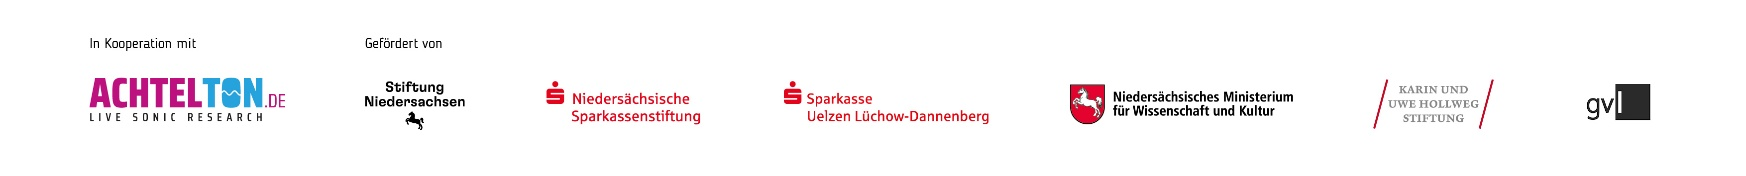 In Kooperation mit
ACHTELTON.DE
LIVE SONIC RESEARCH
Gefördert von
Stiftung
Niedersachsen
Niedersächsische
Sparkassenstiftung
Sparkasse
Uelzen Lüchow-Dannenberg
Niedersächsisches Ministerium
für Wissenschaft und Kultur
KARIN UND
UWE HOLLWEG
STIFTUNG
gvl